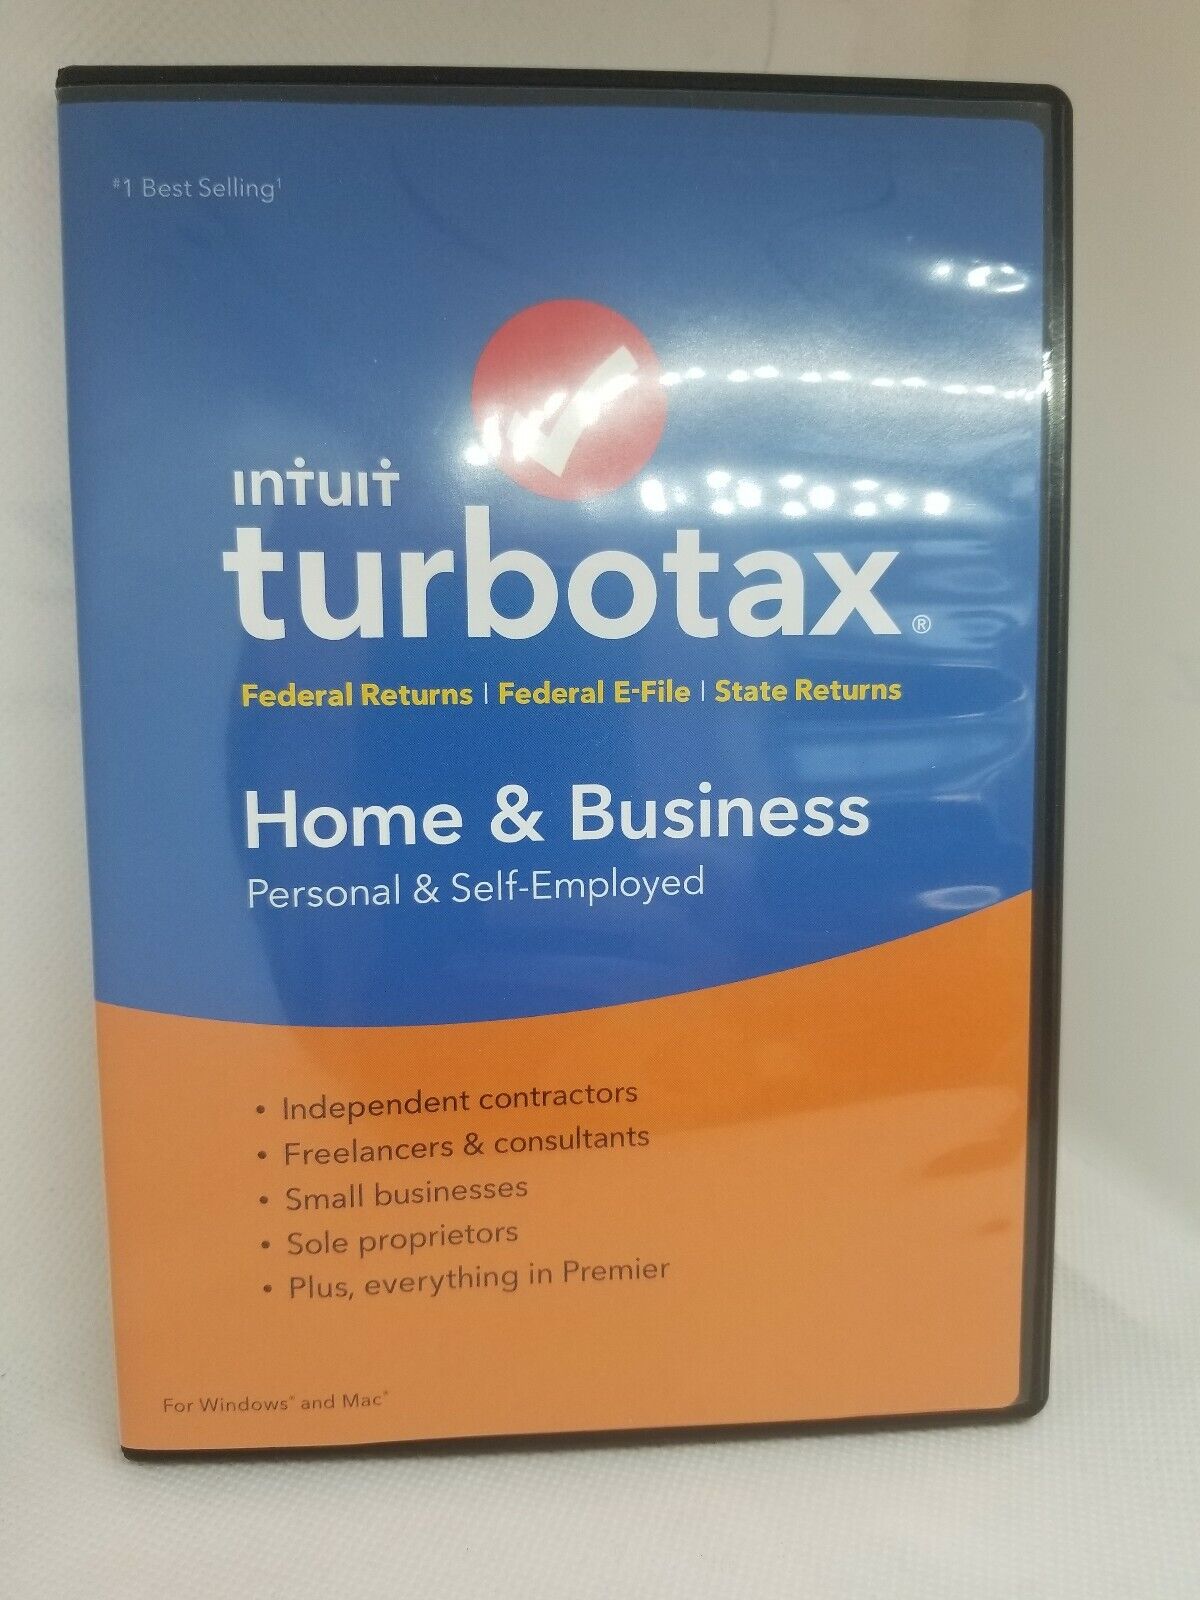 #1 Best Selling¹
intuit
turbotax®
Federal Returns | Federal E-File | State Returns
Home & Business
Personal & Self-Employed
• Independent contractors
• Freelancers & consultants
• Small businesses
• Sole proprietors
• Plus, everything in Premier
For Windows® and Mac®